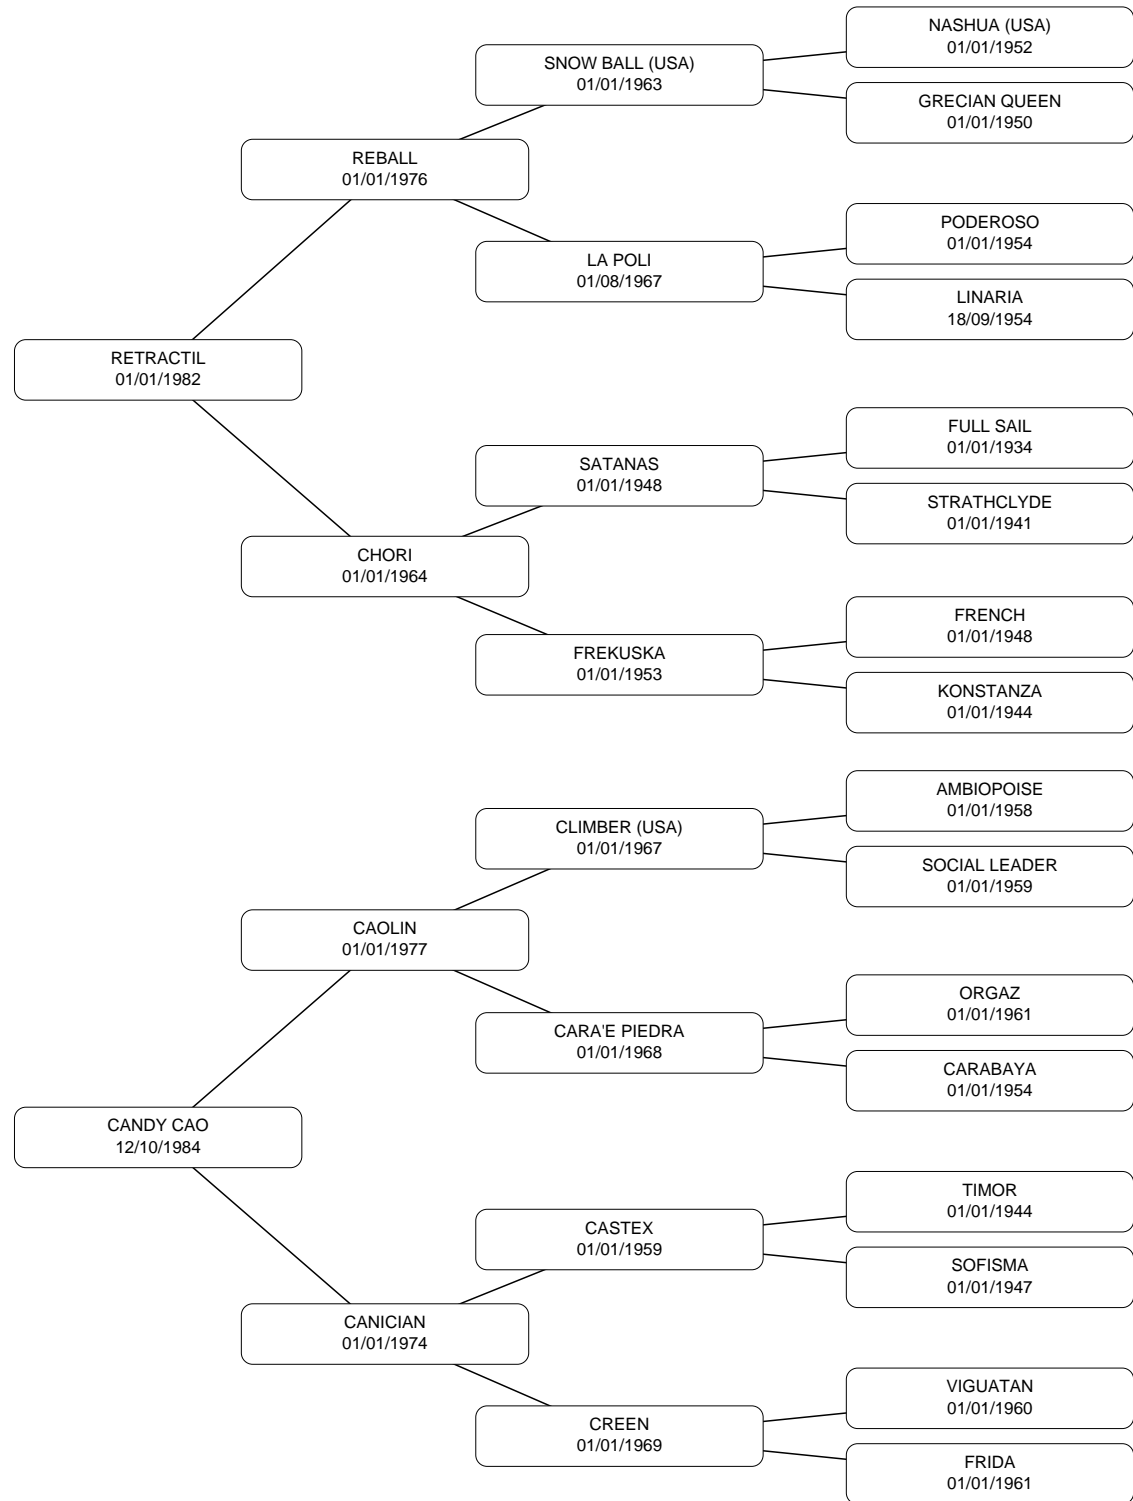 NASHUA (USA)
01/01/1952
SNOW BALL (USA)
01/01/1963
GRECIAN QUEEN
01/01/1950
REBALL
01/01/1976
PODEROSO
01/01/1954
LA POLI
01/08/1967
LINARIA
18/09/1954
RETRACTIL
01/01/1982
FULL SAIL
01/01/1934
SATANAS
01/01/1948
STRATHCLYDE
01/01/1941
CHORI
01/01/1964
FRENCH
01/01/1948
FREKUSKA
01/01/1953
KONSTANZA
01/01/1944
AMBIOPOISE
01/01/1958
CLIMBER (USA)
01/01/1967
SOCIAL LEADER
01/01/1959
CAOLIN
01/01/1977
ORGAZ
01/01/1961
CARA'E PIEDRA
01/01/1968
CARABAYA
01/01/1954
CANDY CAO
12/10/1984
TIMOR
01/01/1944
CASTEX
01/01/1959
SOFISMA
01/01/1947
CANICIAN
01/01/1974
VIGUATAN
01/01/1960
CREEN
01/01/1969
FRIDA
01/01/1961